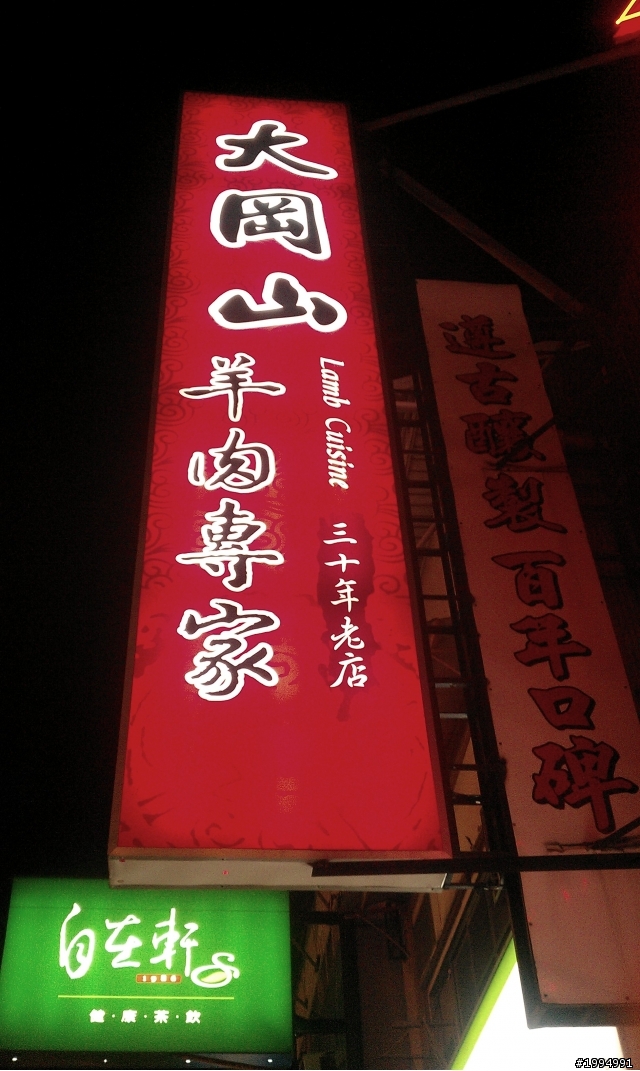 大岡山
羊肉專家
Lamb Cuisine
三十年老店
遵古釀製 百年口碑
自在軒
健·康·茶·飲
#1994991